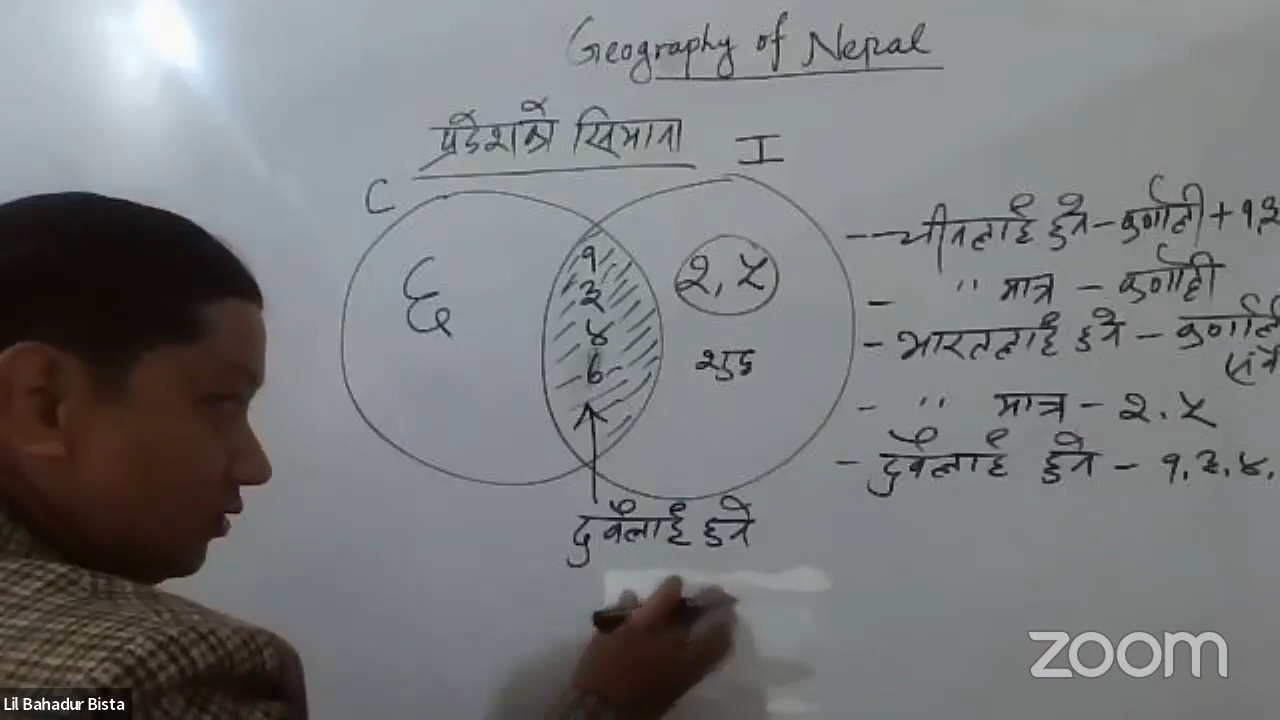 Geography of Nepal
प्रदेशको सिमाना
C
I
६
१
३
४
७
२, ५
शुद्ध
दुवैलाई छुने
- चीनलाई छुने - कर्णाली + १,३
- " मात्र - कर्णाली
- भारतलाई छुने - कर्णाली
- " मात्र - २.५
- दुवैलाई छुने - १.३.४.
zoom
Lil Bahadur Bista